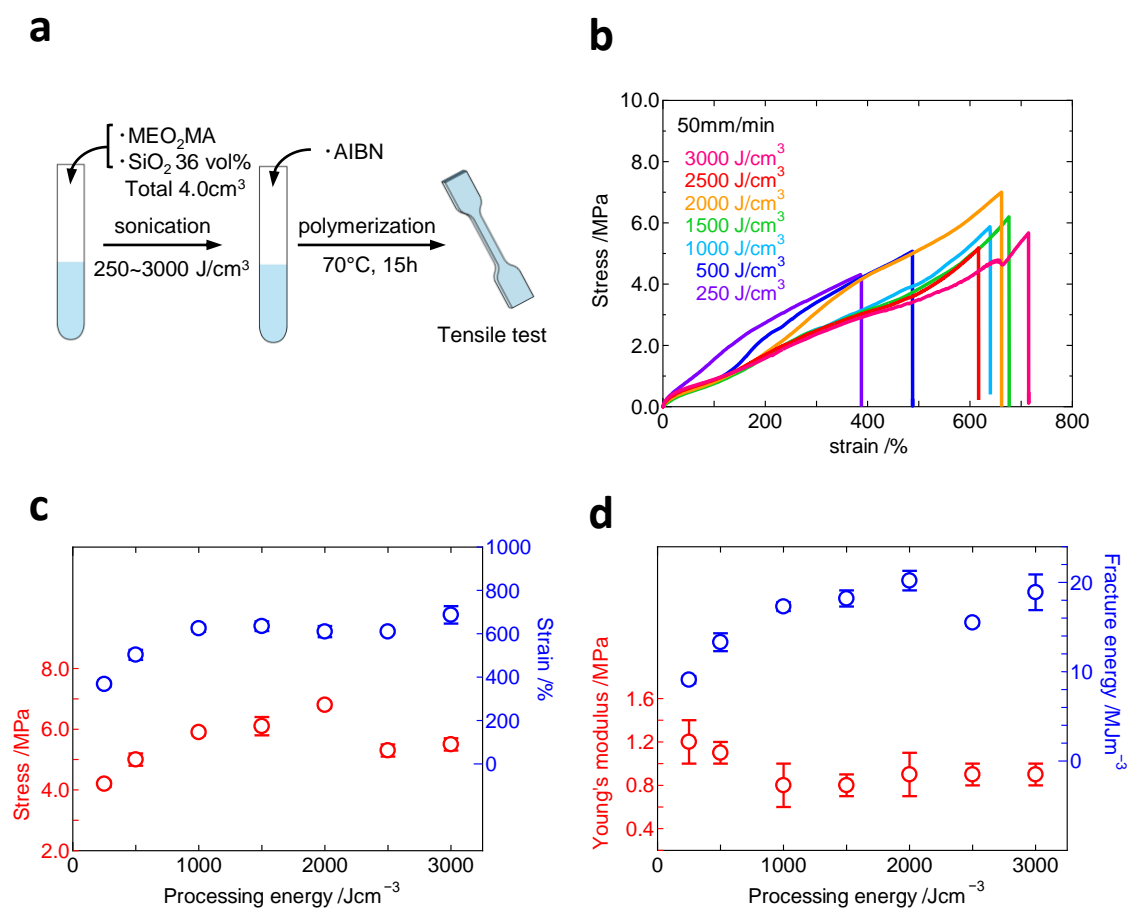 a
·MEO₂MA
·SiO₂ 36 vol%
Total 4.0cm³
sonication
250~3000 J/cm³
·AIBN
polymerization
70°C, 15h
Tensile test
b
10.0
8.0
6.0
4.0
2.0
0.0
Stress /MPa
50mm/min
3000 J/cm³
2500 J/cm³
2000 J/cm³
1500 J/cm³
1000 J/cm³
500 J/cm³
250 J/cm³
0 200 400 600 800
strain /%
c
8.0
6.0
4.0
2.0
Stress /MPa
1000
800
600
400
200
0
Strain /%
0 1000 2000 3000
Processing energy /Jcm⁻³
d
1.6
1.2
0.8
0.4
Young's modulus /MPa
20
10
0
Fracture energy /MJm⁻³
0 1000 2000 3000
Processing energy /Jcm⁻³